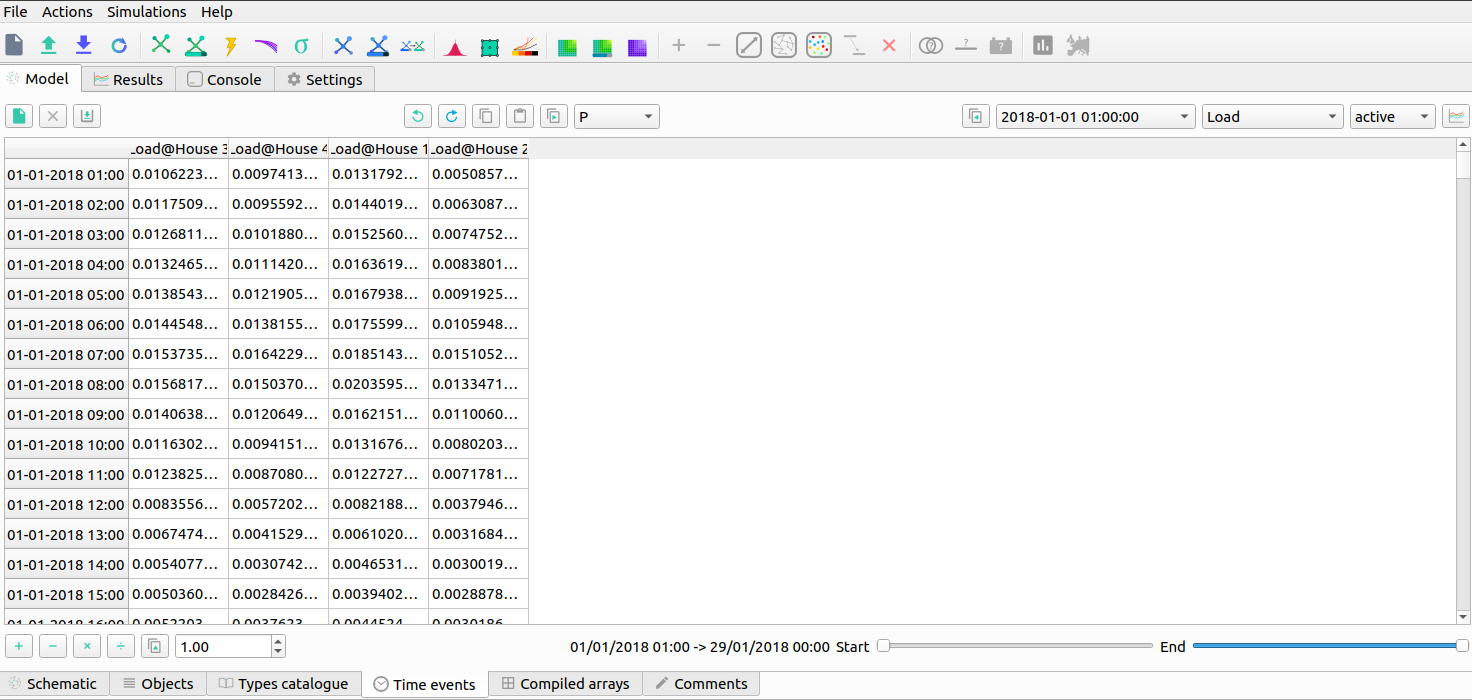 File Actions Simulations Help
Model Results Console Settings
P 2018-01-01 01:00:00 Load active
Load@House 3 Load@House 4 Load@House 1 Load@House 2
01-01-2018 01:00 0.0106223... 0.0097413... 0.0131792... 0.0050857...
01-01-2018 02:00 0.0117509... 0.0095592... 0.0144019... 0.0063087...
01-01-2018 03:00 0.0126811... 0.0101880... 0.0152560... 0.0074752...
01-01-2018 04:00 0.0132465... 0.0111420... 0.0163619... 0.0083801...
01-01-2018 05:00 0.0138543... 0.0121905... 0.0167938... 0.0091925...
01-01-2018 06:00 0.0144548... 0.0138155... 0.0175599... 0.0105948...
01-01-2018 07:00 0.0153735... 0.0164229... 0.0185143... 0.0151052...
01-01-2018 08:00 0.0156817... 0.0150370... 0.0203595... 0.0133471...
01-01-2018 09:00 0.0140638... 0.0120649... 0.0162151... 0.0110060...
01-01-2018 10:00 0.0116302... 0.0094151... 0.0131676... 0.0080203...
01-01-2018 11:00 0.0123825... 0.0087080... 0.0122727... 0.0071781...
01-01-2018 12:00 0.0083556... 0.0057202... 0.0082188... 0.0037946...
01-01-2018 13:00 0.0067474... 0.0041529... 0.0061020... 0.0031684...
01-01-2018 14:00 0.0054077... 0.0030742... 0.0046531... 0.0030019...
01-01-2018 15:00 0.0050360... 0.0028426... 0.0039402... 0.0028878...
1.00 01/01/2018 01:00 -> 29/01/2018 00:00 Start End
Schematic Objects Types catalogue Time events Compiled arrays Comments